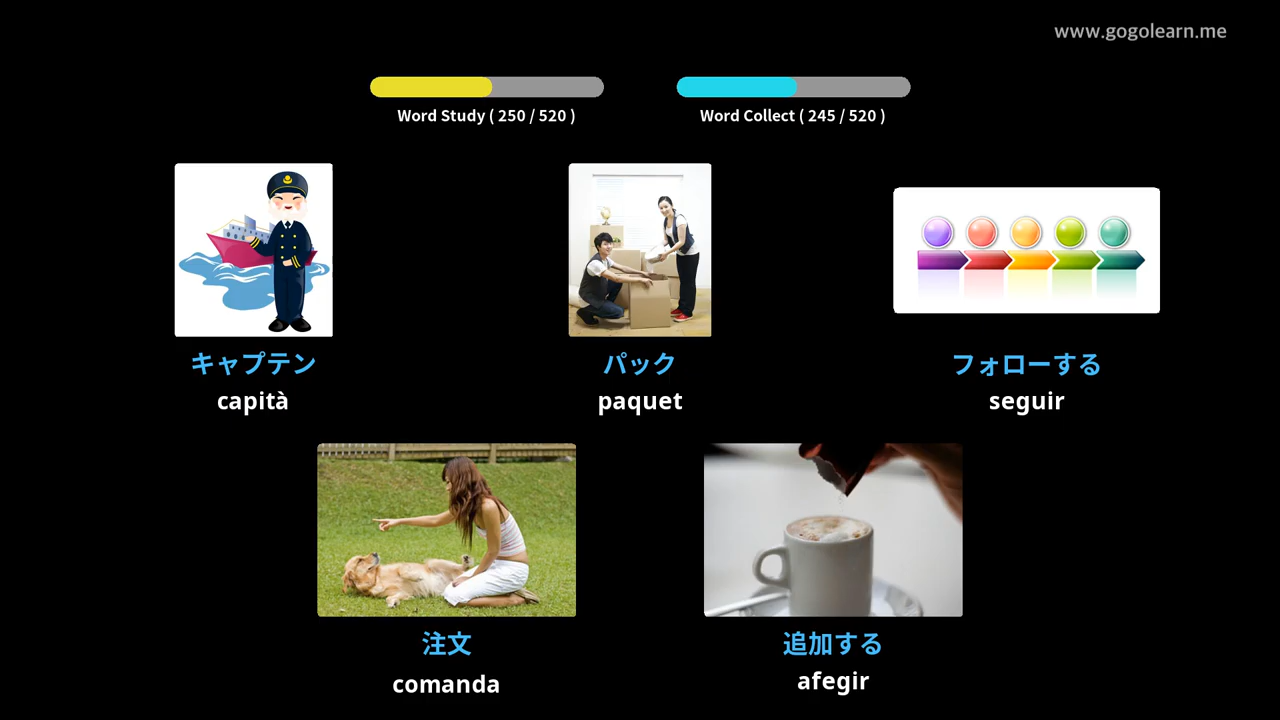 www.gogolearn.me
Word Study ( 250 / 520 )
Word Collect ( 245 / 520 )
キャプテン
capità
パック
paquet
フォローする
seguir
注文
comanda
追加する
afegir